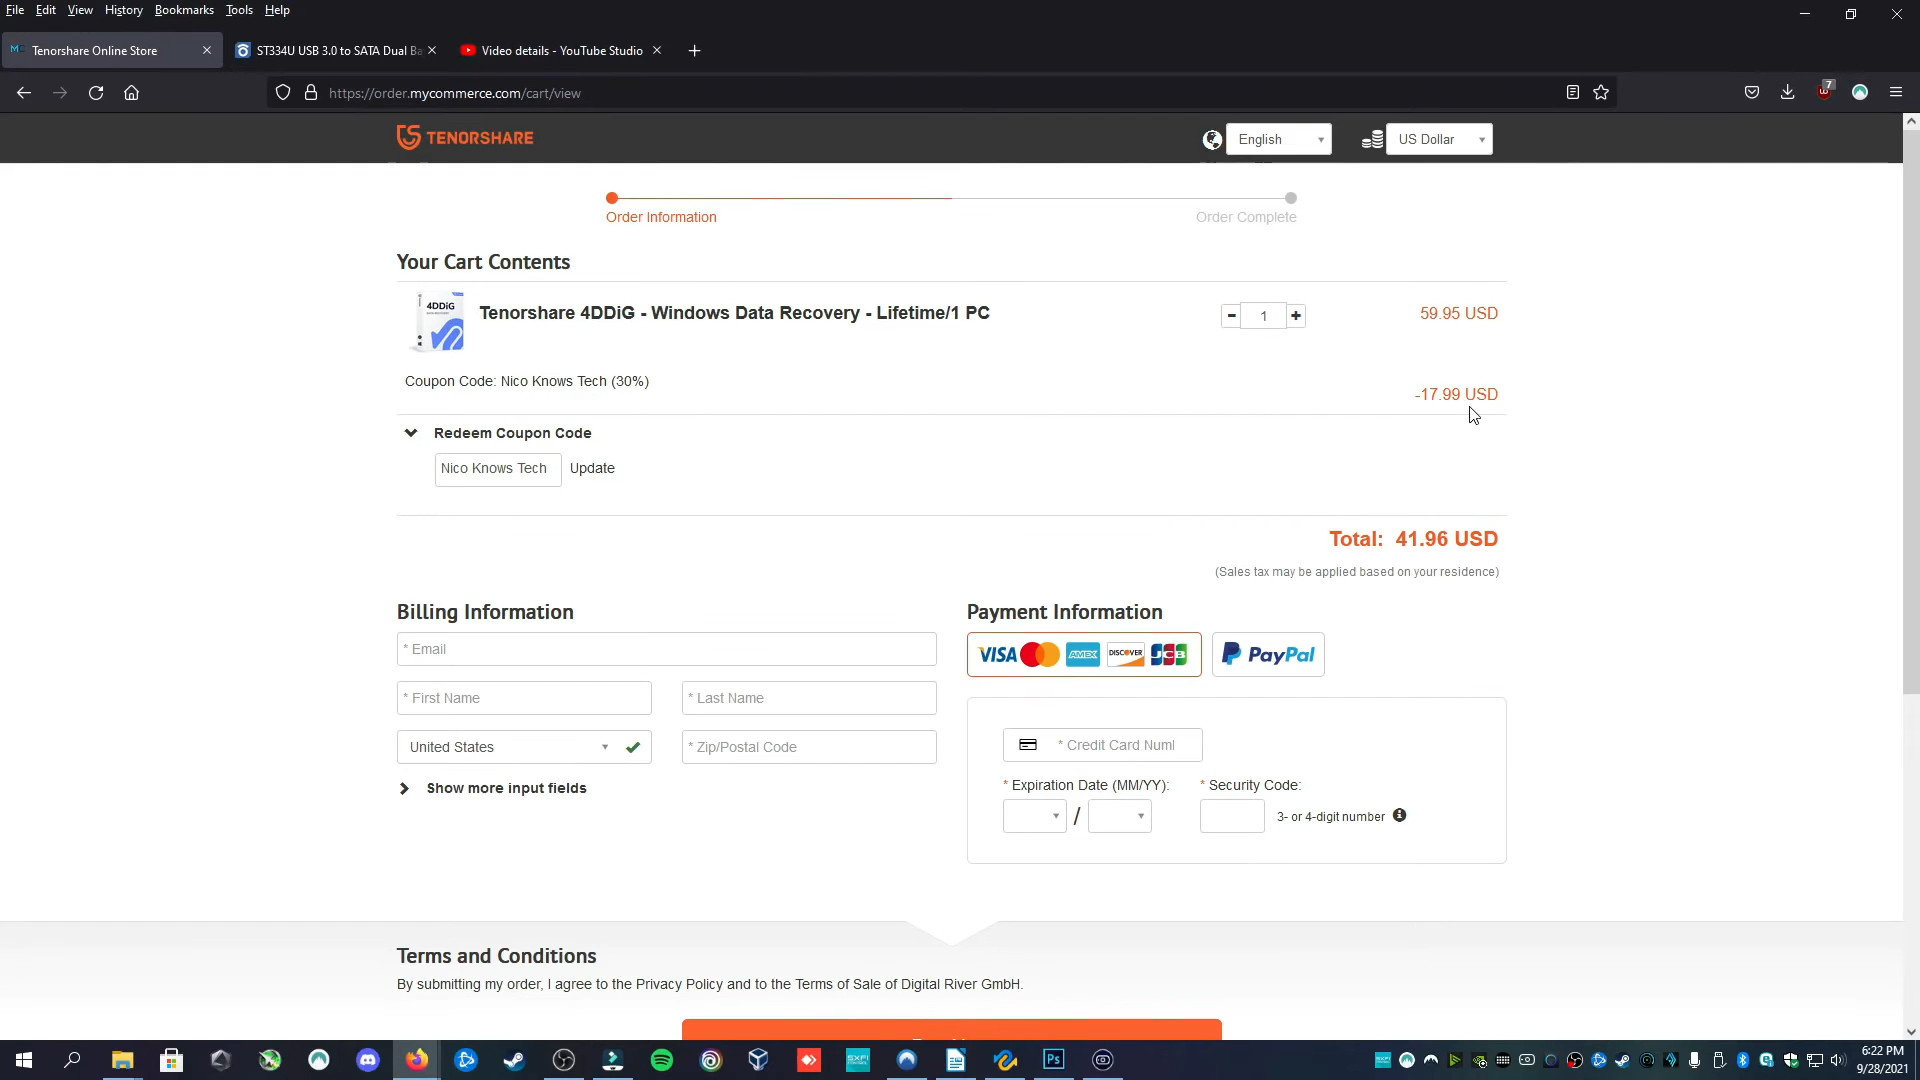 File Edit View History Bookmarks Tools Help
Tenorshare Online Store
ST334U USB 3.0 to SATA Dual Ba
Video details - YouTube Studio
https://order.mycommerce.com/cart/view
7
TENORSHARE
English
US Dollar
Order Information
Order Complete
Your Cart Contents
4DDiG
Tenorshare 4DDiG - Windows Data Recovery - Lifetime/1 PC
- 1 +
59.95 USD
Coupon Code: Nico Knows Tech (30%)
-17.99 USD
Redeem Coupon Code
Nico Knows Tech
Update
Total: 41.96 USD
(Sales tax may be applied based on your residence)
Billing Information
* Email
* First Name
* Last Name
United States
* Zip/Postal Code
Show more input fields
Payment Information
VISA
AMEX
DISCOVER
JCB
PayPal
* Credit Card Numl
* Expiration Date (MM/YY):
* Security Code:
/
3- or 4-digit number
Terms and Conditions
By submitting my order, I agree to the Privacy Policy and to the Terms of Sale of Digital River GmbH.
Ps
6:22 PM
9/28/2021